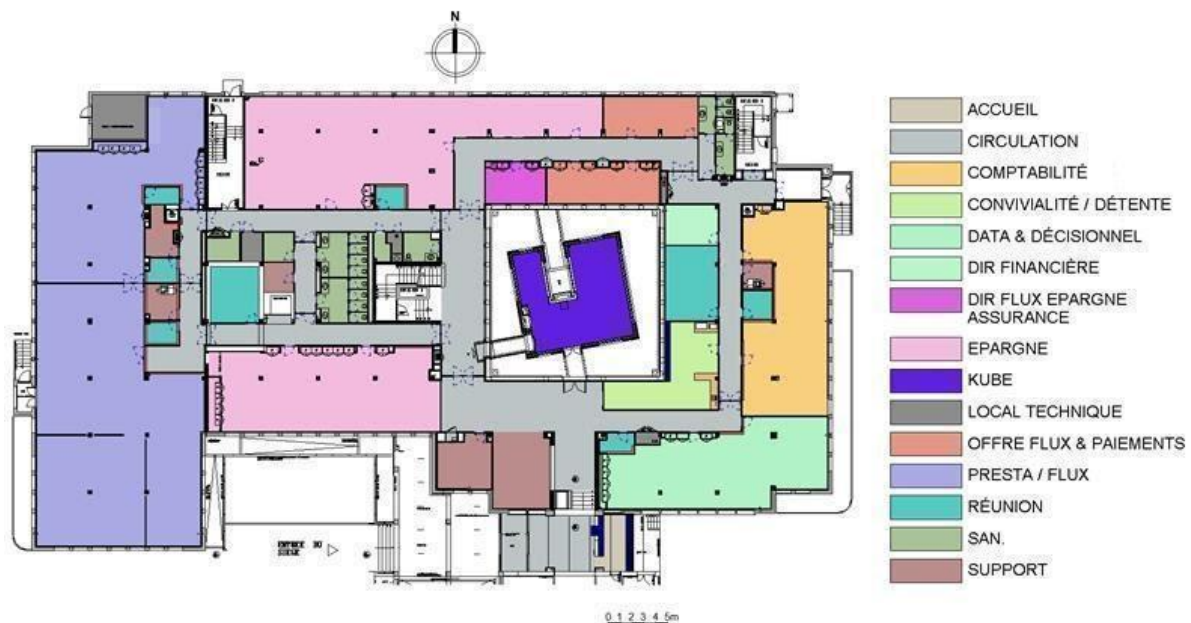 N
ACCUEIL
CIRCULATION
COMPTABILITÉ
CONVIVIALITÉ / DÉTENTE
DATA & DÉCISIONNEL
DIR FINANCIÈRE
DIR FLUX EPARGNE
ASSURANCE
EPARGNE
KUBE
LOCAL TECHNIQUE
OFFRE FLUX & PAIEMENTS
PRESTA / FLUX
RÉUNION
SAN.
SUPPORT
0 1 2 3 4 5m